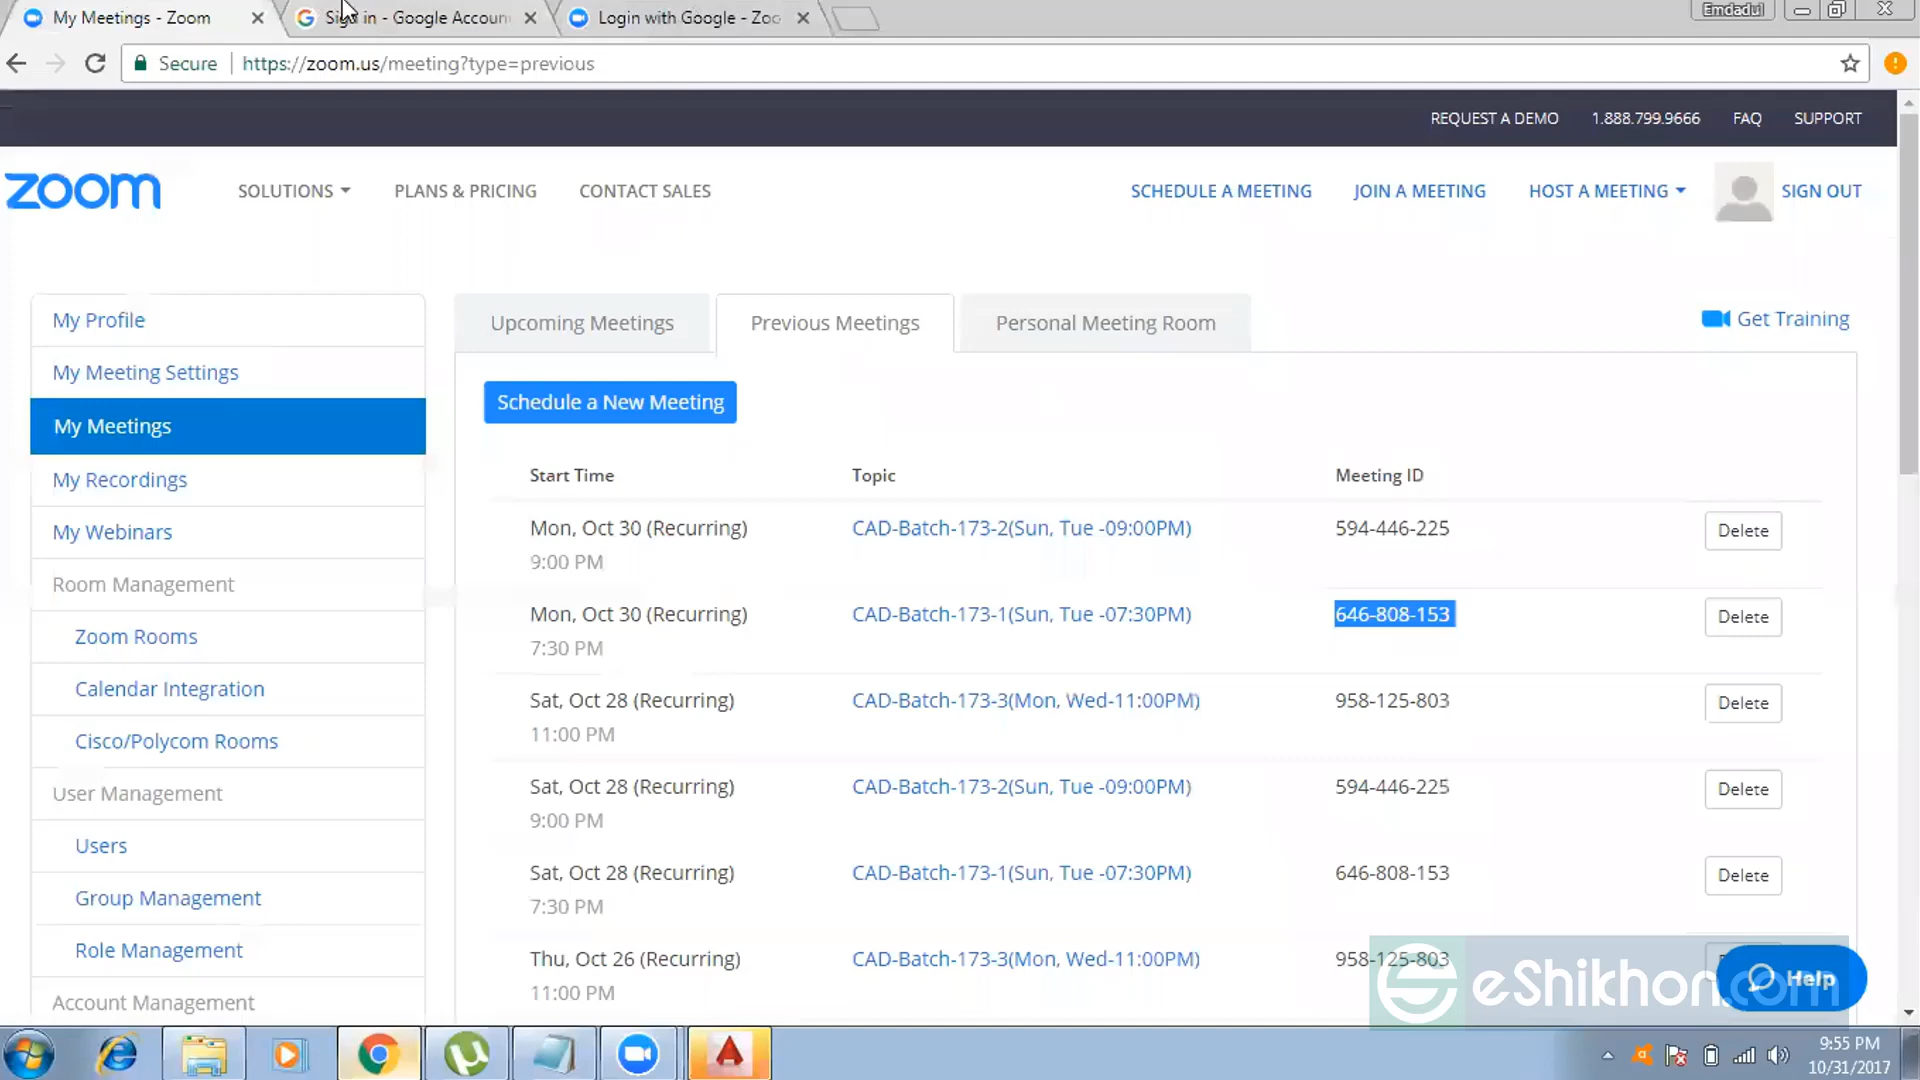 My Meetings - Zoom
Sign in - Google Accoun
Login with Google - Zoo
Emdadul
Secure
https://zoom.us/meeting?type=previous
REQUEST A DEMO 1.888.799.9666 FAQ SUPPORT
zoom
SOLUTIONS PLANS & PRICING CONTACT SALES
SCHEDULE A MEETING JOIN A MEETING HOST A MEETING SIGN OUT
My Profile
My Meeting Settings
My Meetings
My Recordings
My Webinars
Room Management
Zoom Rooms
Calendar Integration
Cisco/Polycom Rooms
User Management
Users
Group Management
Role Management
Account Management
Upcoming Meetings Previous Meetings Personal Meeting Room
Get Training
Schedule a New Meeting
Start Time Topic Meeting ID
Mon, Oct 30 (Recurring) CAD-Batch-173-2(Sun, Tue -09:00PM) 594-446-225 Delete
9:00 PM
Mon, Oct 30 (Recurring) CAD-Batch-173-1(Sun, Tue -07:30PM) 646-808-153 Delete
7:30 PM
Sat, Oct 28 (Recurring) CAD-Batch-173-3(Mon, Wed-11:00PM) 958-125-803 Delete
11:00 PM
Sat, Oct 28 (Recurring) CAD-Batch-173-2(Sun, Tue -09:00PM) 594-446-225 Delete
9:00 PM
Sat, Oct 28 (Recurring) CAD-Batch-173-1(Sun, Tue -07:30PM) 646-808-153 Delete
7:30 PM
Thu, Oct 26 (Recurring) CAD-Batch-173-3(Mon, Wed-11:00PM) 958-125-803
11:00 PM
Help
eShikhon.com
9:55 PM
10/31/2017